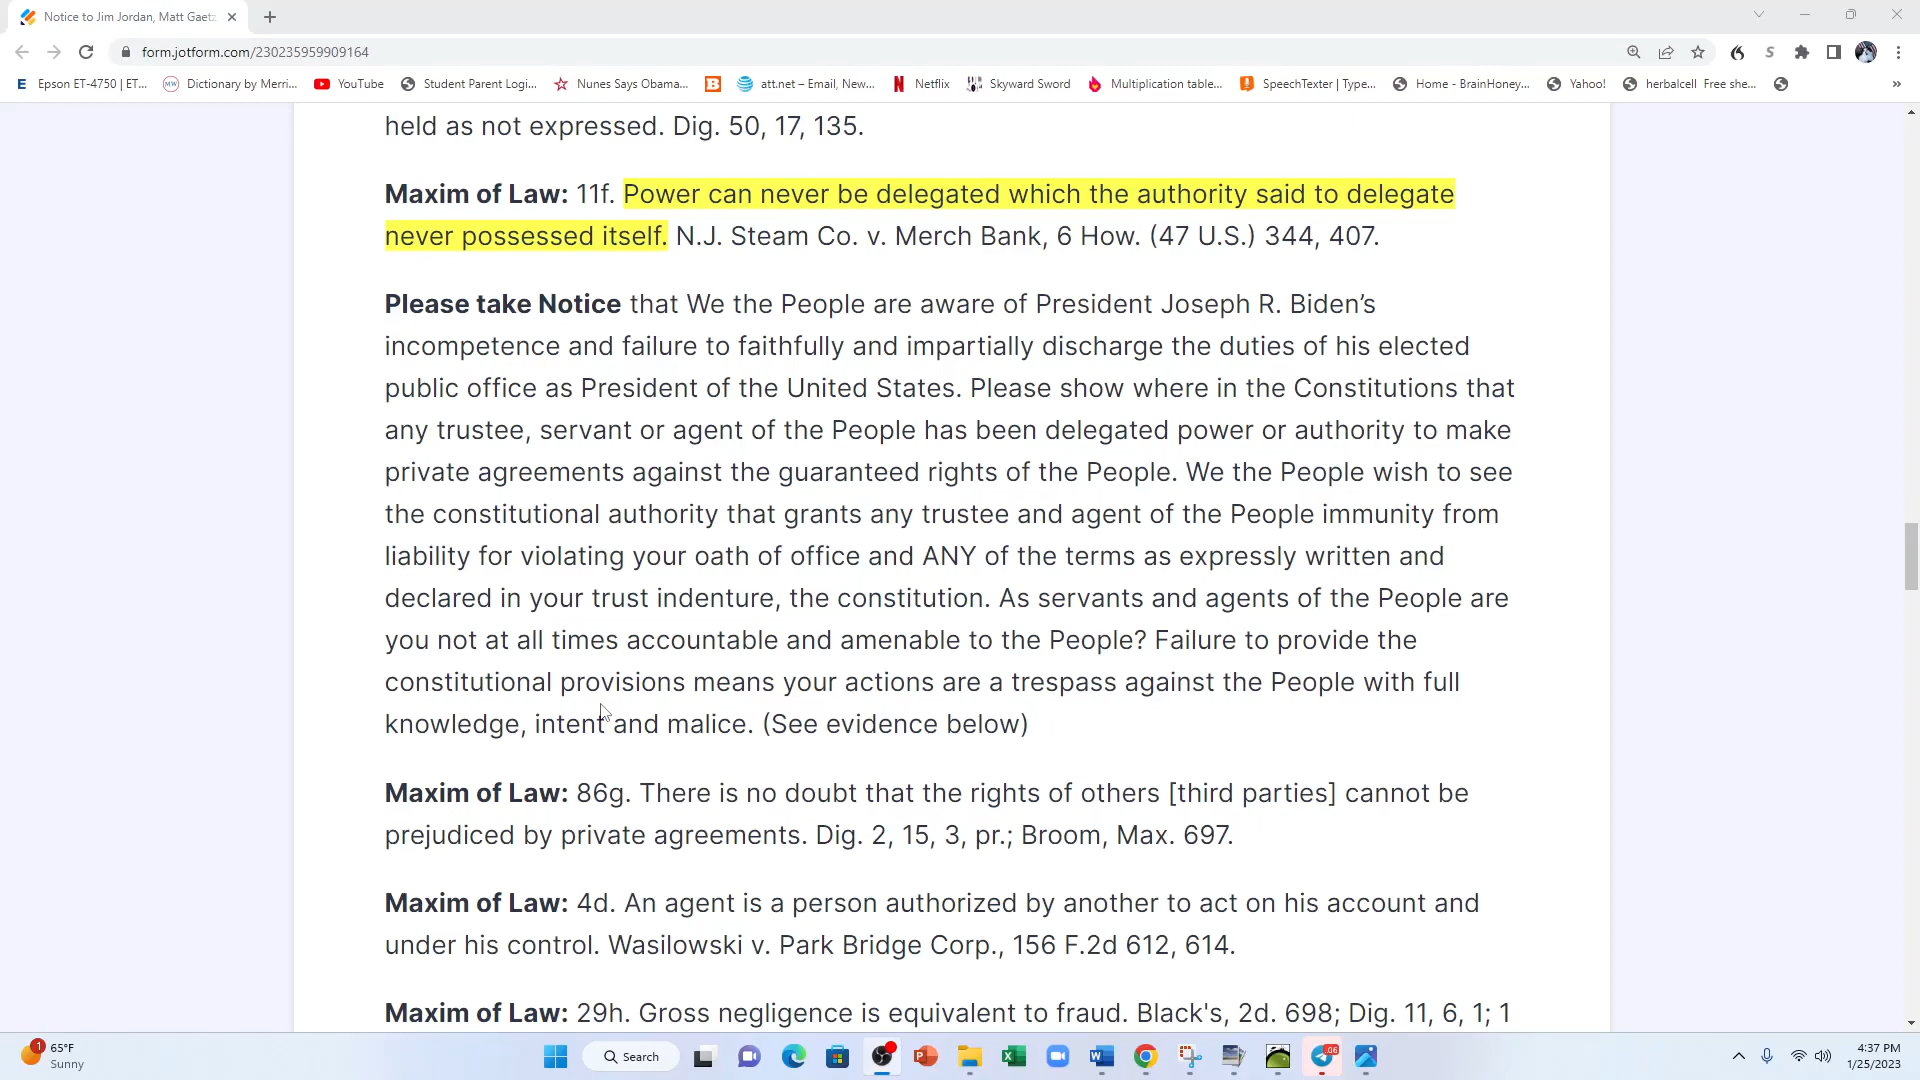 Notice to Jim Jordan, Matt Gaetz
form.jotform.com/230235959909164
Epson ET-4750 | ET...
Dictionary by Merri...
YouTube
Student Parent Logi...
Nunes Says Obama...
att.net – Email, New...
Netflix
Skyward Sword
Multiplication table...
SpeechTexter | Type...
Home - BrainHoney...
Yahoo!
herbalcell Free she...
held as not expressed. Dig. 50, 17, 135.
Maxim of Law: 11f. Power can never be delegated which the authority said to delegate
never possessed itself. N.J. Steam Co. v. Merch Bank, 6 How. (47 U.S.) 344, 407.
Please take Notice that We the People are aware of President Joseph R. Biden’s
incompetence and failure to faithfully and impartially discharge the duties of his elected
public office as President of the United States. Please show where in the Constitutions that
any trustee, servant or agent of the People has been delegated power or authority to make
private agreements against the guaranteed rights of the People. We the People wish to see
the constitutional authority that grants any trustee and agent of the People immunity from
liability for violating your oath of office and ANY of the terms as expressly written and
declared in your trust indenture, the constitution. As servants and agents of the People are
you not at all times accountable and amenable to the People? Failure to provide the
constitutional provisions means your actions are a trespass against the People with full
knowledge, intent and malice. (See evidence below)
Maxim of Law: 86g. There is no doubt that the rights of others [third parties] cannot be
prejudiced by private agreements. Dig. 2, 15, 3, pr.; Broom, Max. 697.
Maxim of Law: 4d. An agent is a person authorized by another to act on his account and
under his control. Wasilowski v. Park Bridge Corp., 156 F.2d 612, 614.
Maxim of Law: 29h. Gross negligence is equivalent to fraud. Black's, 2d. 698; Dig. 11, 6, 1; 1
65°F
Sunny
Search
4:37 PM
1/25/2023